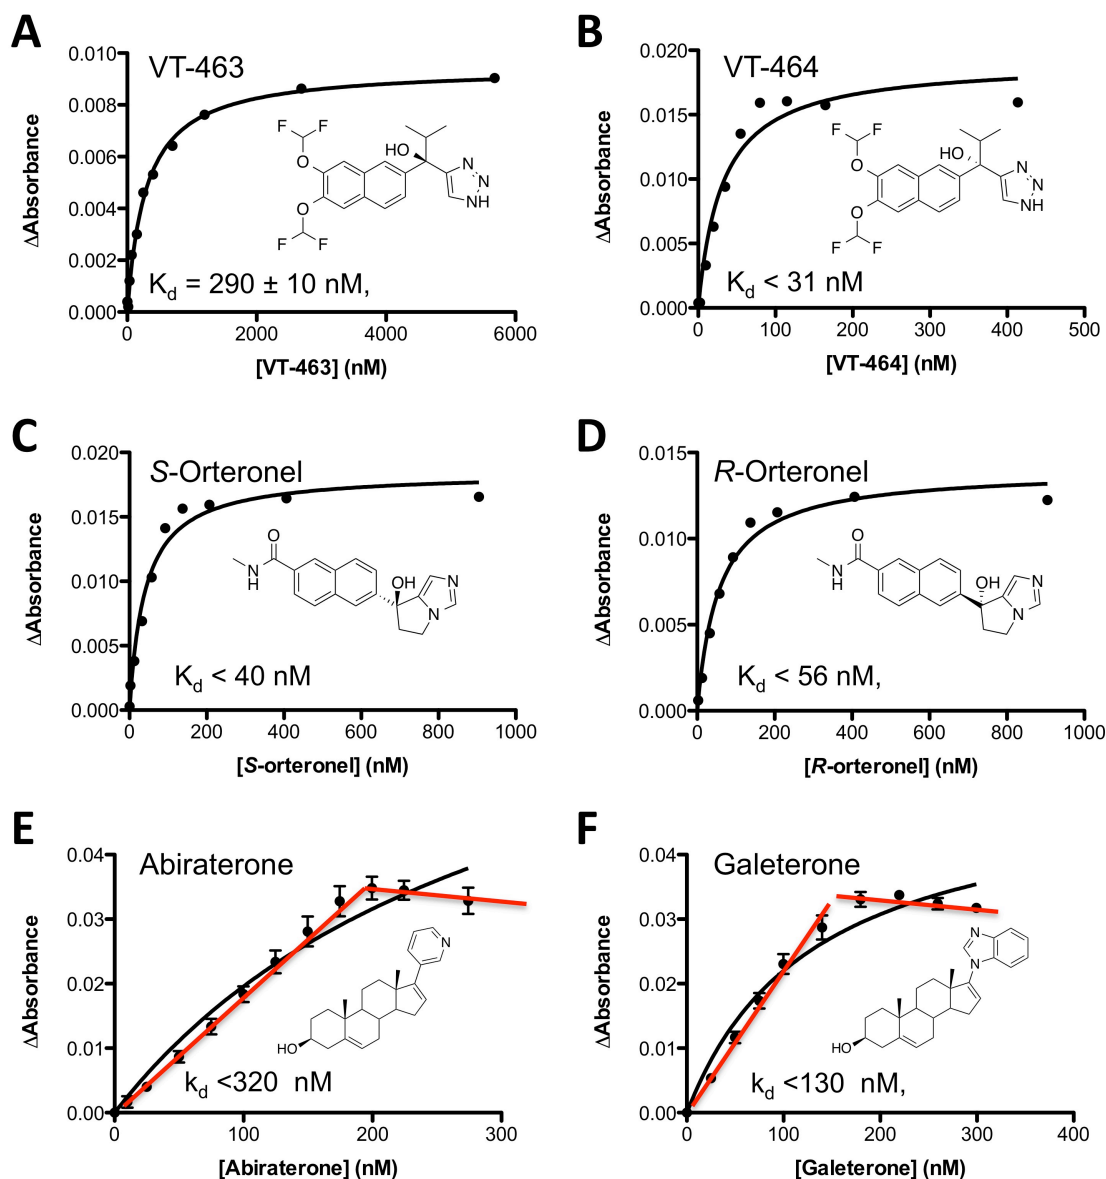 A
VT-463
ΔAbsorbance
0.010
0.008
0.006
0.004
0.002
0.000
F
F
O
HO
N
N
NH
O
F
F
K_d = 290 ± 10 nM,
0
2000
4000
6000
[VT-463] (nM)
B
VT-464
ΔAbsorbance
0.020
0.015
0.010
0.005
0.000
F
F
O
HO
N
N
NH
O
F
F
K_d < 31 nM
0
100
200
300
400
500
[VT-464] (nM)
C
S-Orteronel
ΔAbsorbance
0.020
0.015
0.010
0.005
0.000
O
N
H
OH
N
N
K_d < 40 nM
0
200
400
600
800
1000
[S-orteronel] (nM)
D
R-Orteronel
ΔAbsorbance
0.015
0.010
0.005
0.000
O
N
H
OH
N
N
K_d < 56 nM,
0
200
400
600
800
1000
[R-orteronel] (nM)
E
Abiraterone
ΔAbsorbance
0.04
0.03
0.02
0.01
0.00
N
HO
k_d <320 nM
0
100
200
300
[Abiraterone] (nM)
F
Galeterone
ΔAbsorbance
0.04
0.03
0.02
0.01
0.00
N
N
HO
k_d <130 nM,
0
100
200
300
400
[Galeterone] (nM)